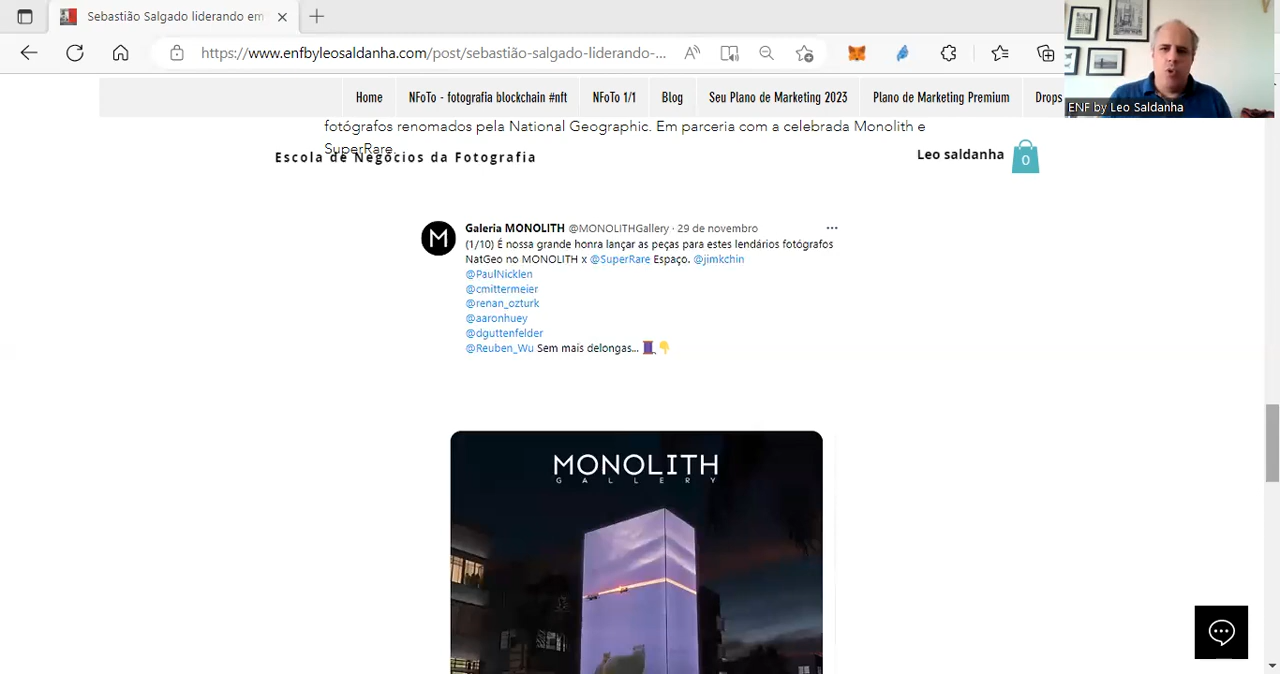 Sebastião Salgado liderando em
https://www.enfbyleosaldanha.com/post/sebastião-salgado-liderando-...
ENF by Leo Saldanha
Home
NFoTo - fotografia blockchain #nft
NFoTo 1/1
Blog
Seu Plano de Marketing 2023
Plano de Marketing Premium
Drops
fotógrafos renomados pela National Geographic. Em parceria com a celebrada Monolith e
SuperRare.
Escola de Negócios da Fotografia
Leo saldanha
0
Galeria MONOLITH @MONOLITHGallery · 29 de novembro
(1/10) É nossa grande honra lançar as peças para estes lendários fotógrafos
NatGeo no MONOLITH x @SuperRare Espaço. @jimkchin
@PaulNicklen
@cmittermeier
@renan_ozturk
@aaronhuey
@dguttenfelder
@Reuben_Wu Sem mais delongas... 🧵👇
M
MONOLITH
GALLERY